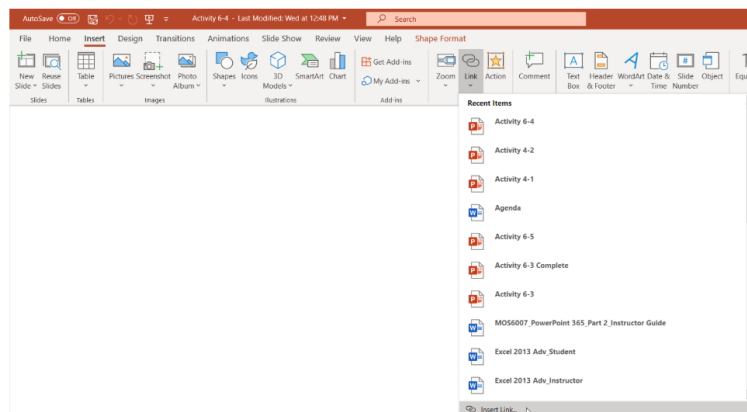 AutoSave Off Activity 6-4 - Last Modified: Wed at 12:48 PM Search
File Home Insert Design Transitions Animations Slide Show Review View Help Shape Format
New Slide Reuse Slides Table Pictures Screenshot Photo Album Shapes Icons 3D Models SmartArt Chart Get Add-ins My Add-ins Zoom Link Action Comment Text Box Header & Footer WordArt Date & Time Slide Number Object
Slides Tables Images Illustrations Add-ins
Recent Items
Activity 6-4
Activity 4-2
Activity 4-1
Agenda
Activity 6-5
Activity 6-3 Complete
Activity 6-3
MOS6007_PowerPoint 365_Part 2_Instructor Guide
Excel 2013 Adv_Student
Excel 2013 Adv_Instructor
Insert Link...